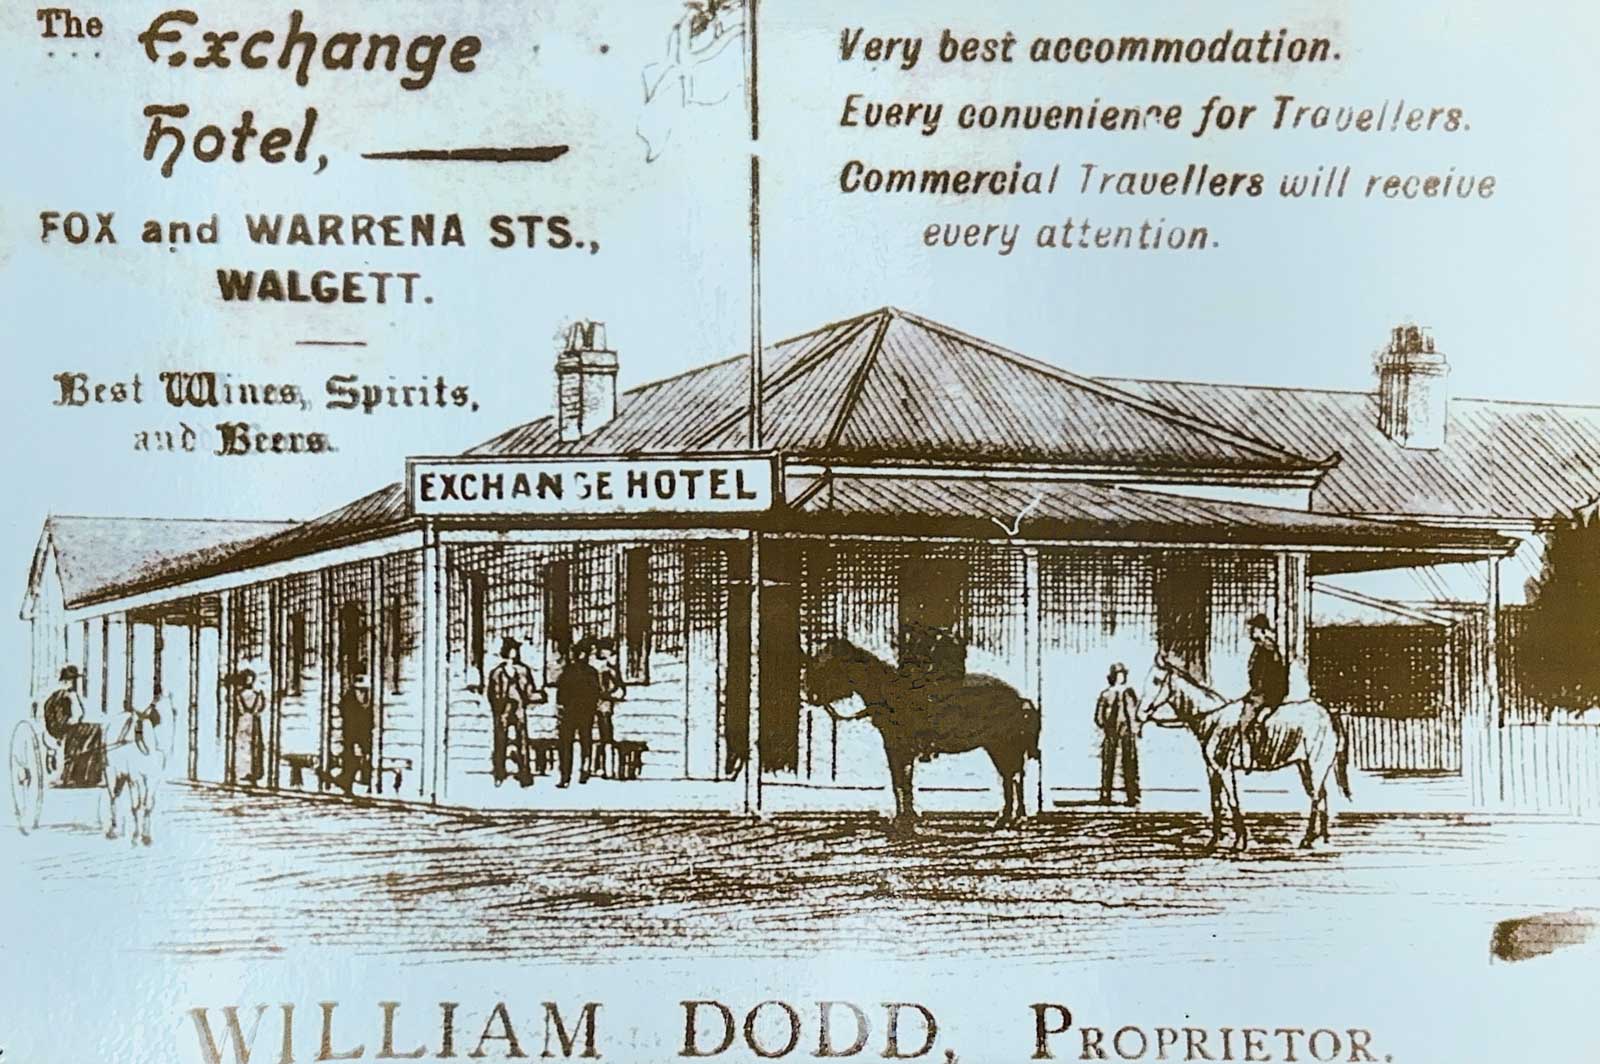 The Exchange
Hotel,
FOX and WARRENA STS.,
WALGETT.
Best Wines, Spirits,
and Beers.
Very best accommodation.
Every convenience for Travellers.
Commercial Travellers will receive
every attention.
EXCHANGE HOTEL
WILLIAM DODD, PROPRIETOR.